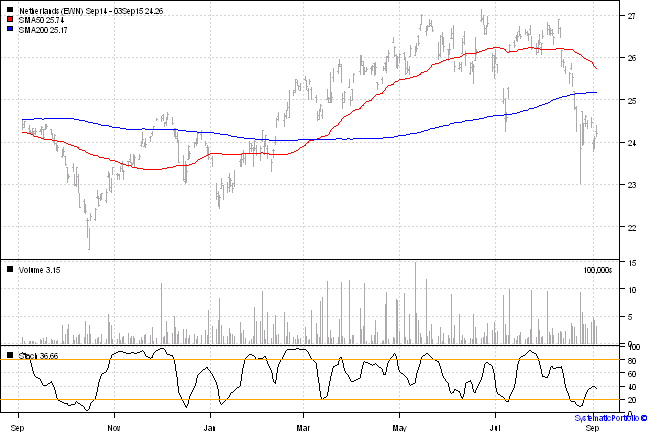 Netherlands (EWN) Sep14 - 03Sep15 24.26
SMA50 25.74
SMA200 25.17
27
26
25
24
23
22
Volume 3.15
100,000s
15
10
5
0
Stoch 36.66
100
80
60
40
20
0
Sep Nov Jan Mar May Jul Sep
SystematicPortfolio ©